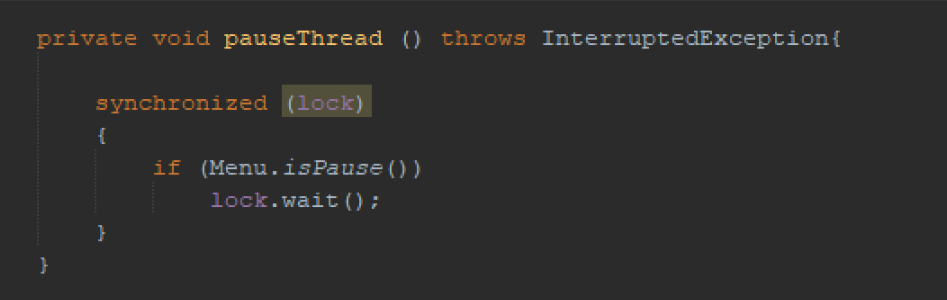 private void pauseThread () throws InterruptedException{
synchronized (lock)
{
if (Menu.isPause())
lock.wait();
}
}